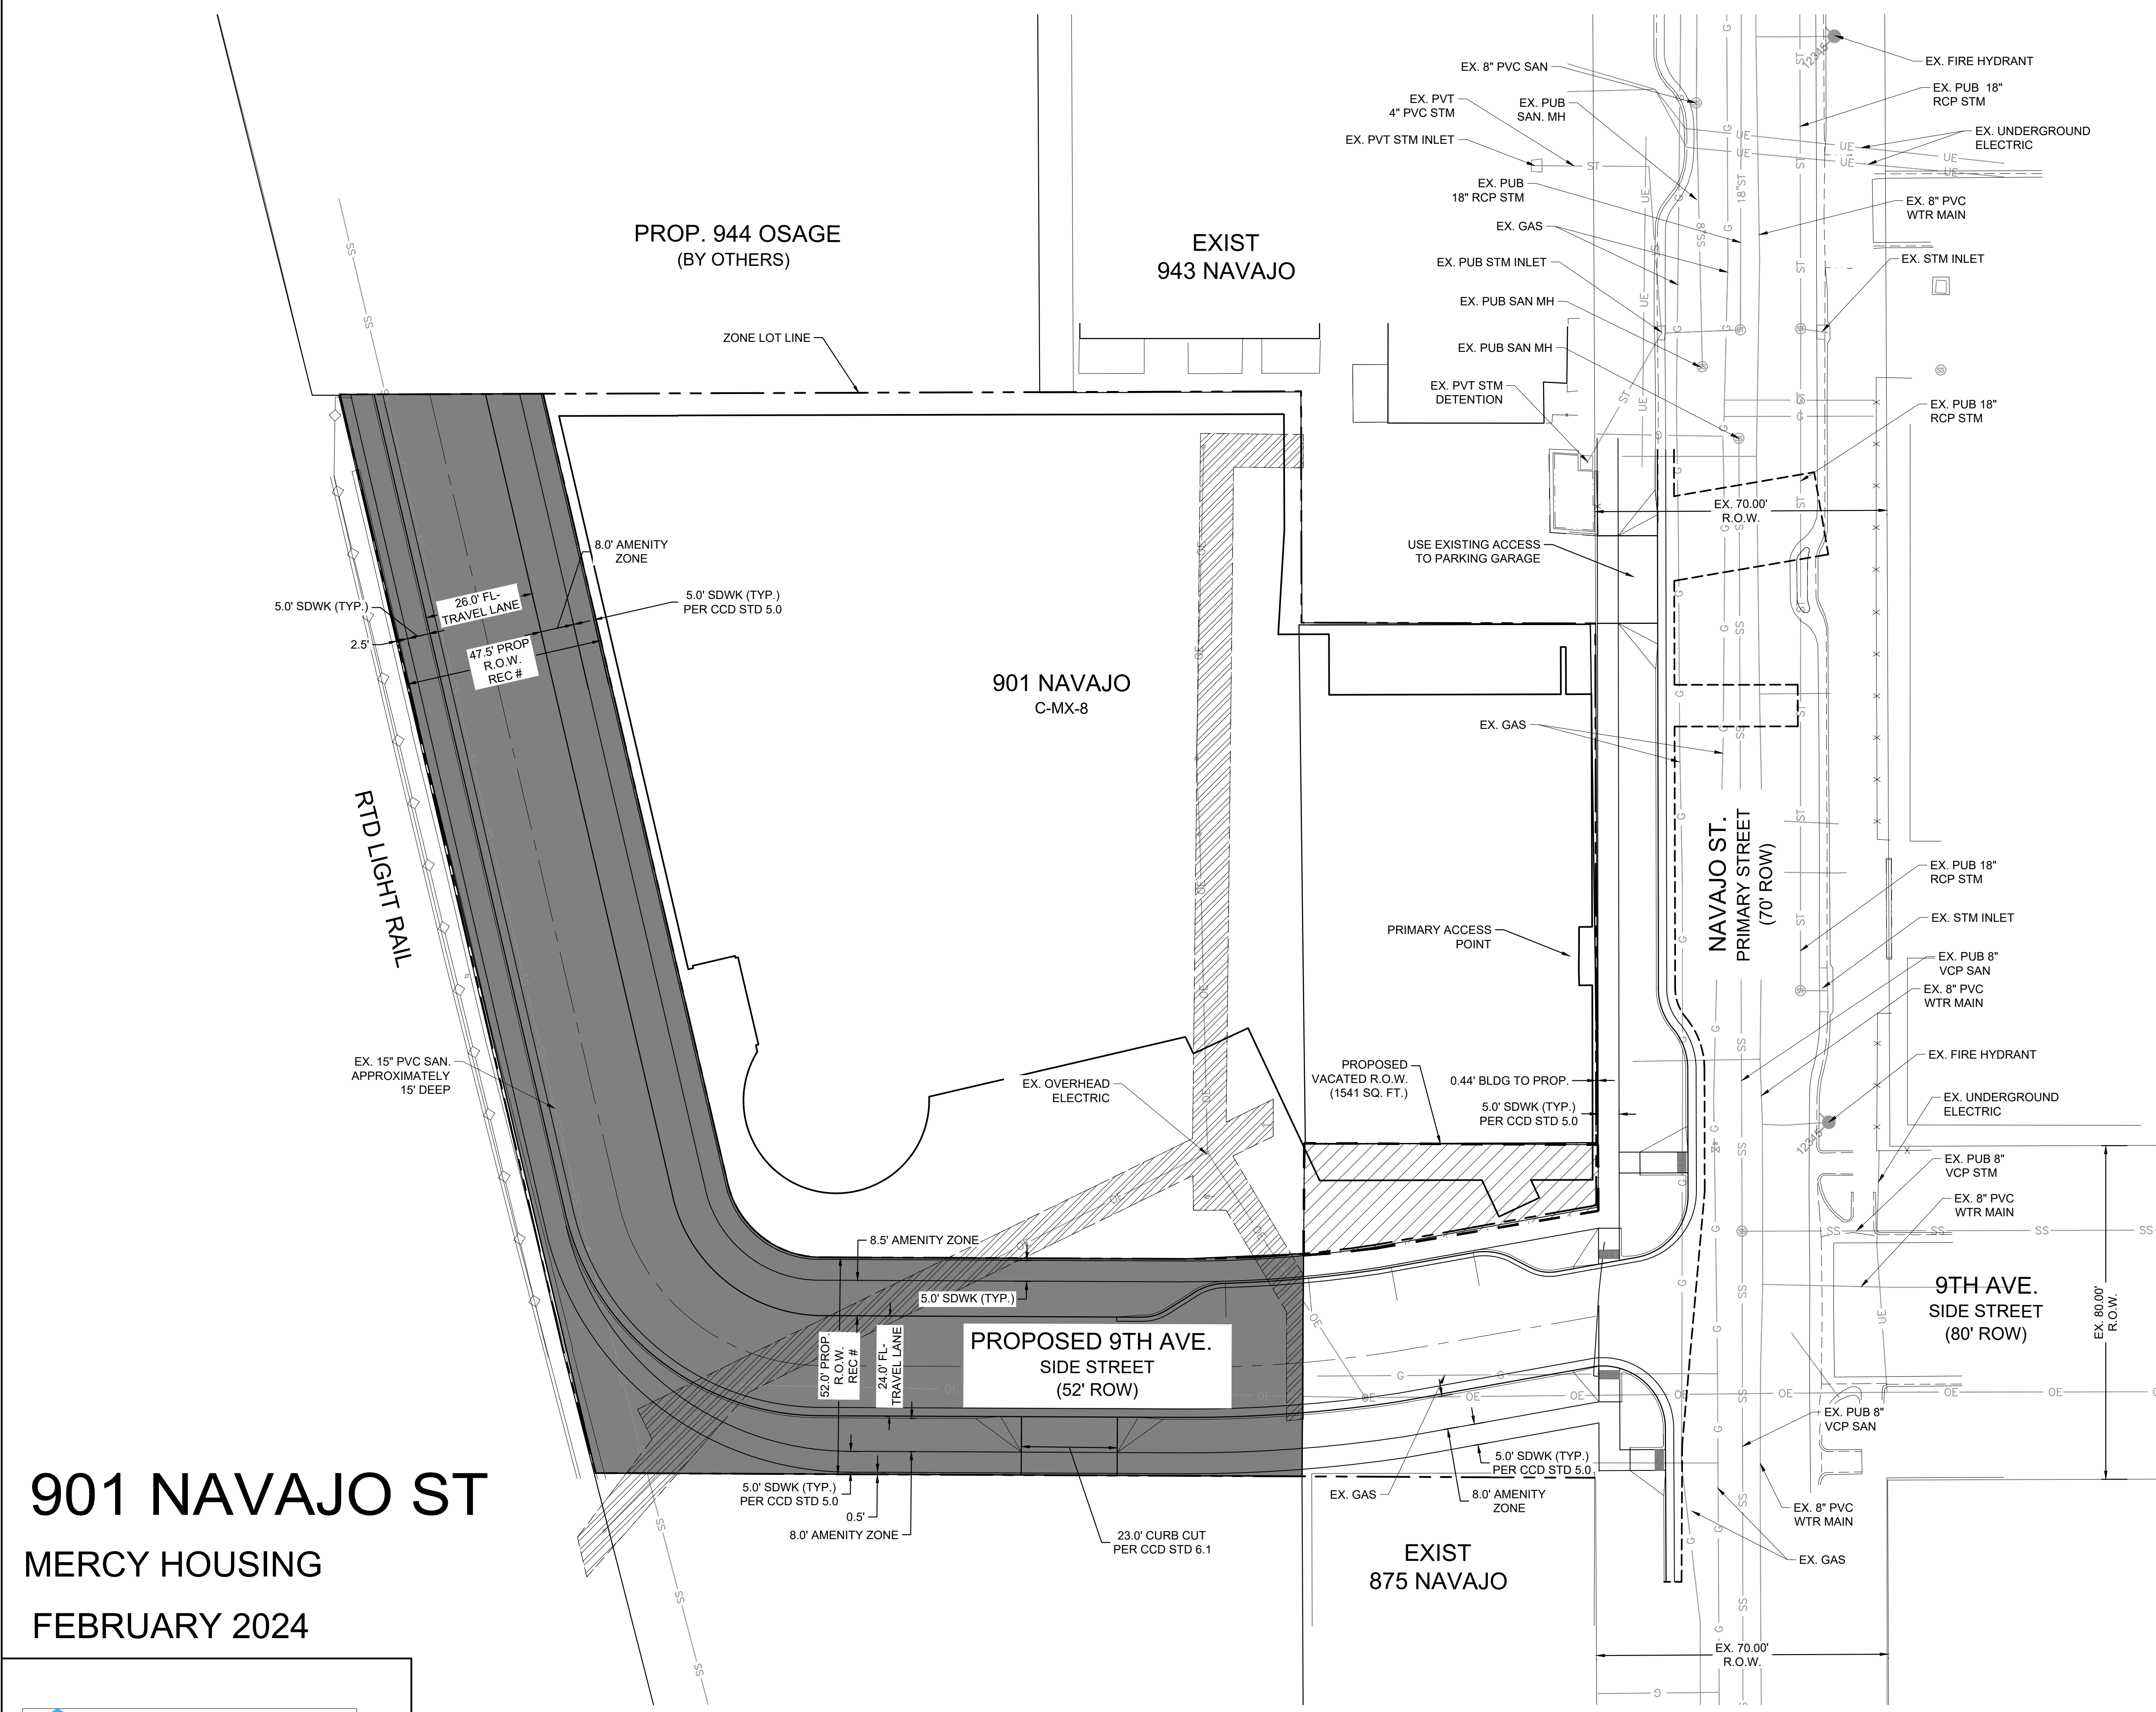 EX. 8" PVC SAN
EX. PVT
4" PVC STM
EX. PUB
SAN. MH
EX. PVT STM INLET
EX. PUB
18" RCP STM
EX. GAS
EX. PUB STM INLET
EX. PUB SAN MH
EX. PUB SAN MH
EX. PVT STM
DETENTION
EX. FIRE HYDRANT
EX. PUB 18"
RCP STM
EX. UNDERGROUND
ELECTRIC
EX. 8" PVC
WTR MAIN
EX. STM INLET
EX. PUB 18"
RCP STM
12345
PROP. 944 OSAGE
(BY OTHERS)
EXIST
943 NAVAJO
ZONE LOT LINE
EX. 70.00'
R.O.W.
USE EXISTING ACCESS
TO PARKING GARAGE
8.0' AMENITY
ZONE
5.0' SDWK (TYP.)
26.0' FL-
TRAVEL LANE
5.0' SDWK (TYP.)
PER CCD STD 5.0
2.5'
47.5' PROP
R.O.W.
REC #
901 NAVAJO
C-MX-8
EX. GAS
RTD LIGHT RAIL
NAVAJO ST.
PRIMARY STREET
(70' ROW)
PRIMARY ACCESS
POINT
EX. PUB 18"
RCP STM
EX. STM INLET
EX. PUB 8"
VCP SAN
EX. 8" PVC
WTR MAIN
EX. FIRE HYDRANT
EX. UNDERGROUND
ELECTRIC
12345
EX. PUB 8"
VCP STM
EX. 8" PVC
WTR MAIN
EX. 15" PVC SAN.
APPROXIMATELY
15' DEEP
EX. OVERHEAD
ELECTRIC
PROPOSED
VACATED R.O.W.
(1541 SQ. FT.)
0.44' BLDG TO PROP.
5.0' SDWK (TYP.)
PER CCD STD 5.0
8.5' AMENITY ZONE
5.0' SDWK (TYP.)
52.0' PROP.
R.O.W.
REC #
24.0' FL-
TRAVEL LANE
PROPOSED 9TH AVE.
SIDE STREET
(52' ROW)
9TH AVE.
SIDE STREET
(80' ROW)
EX. 80.00'
R.O.W.
EX. PUB 8"
VCP SAN
5.0' SDWK (TYP.)
PER CCD STD 5.0
0.5'
8.0' AMENITY ZONE
23.0' CURB CUT
PER CCD STD 6.1
5.0' SDWK (TYP.)
PER CCD STD 5.0
EX. GAS
8.0' AMENITY
ZONE
EX. 8" PVC
WTR MAIN
EX. GAS
EXIST
875 NAVAJO
EX. 70.00'
R.O.W.
901 NAVAJO ST
MERCY HOUSING
FEBRUARY 2024